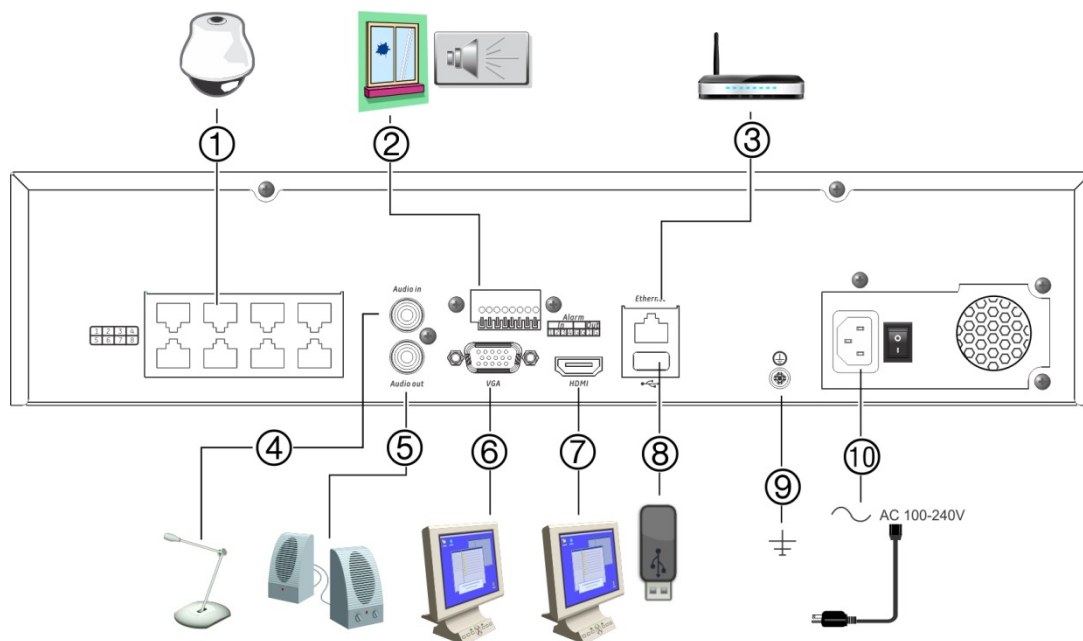 ①
②
③
Audio in
Ethernet
Alarm
In Out
1 2 3 4
5 6 7 8
Audio out
VGA
HDMI
④
⑤
⑥
⑦
⑧
⑨
⑩
AC 100-240V